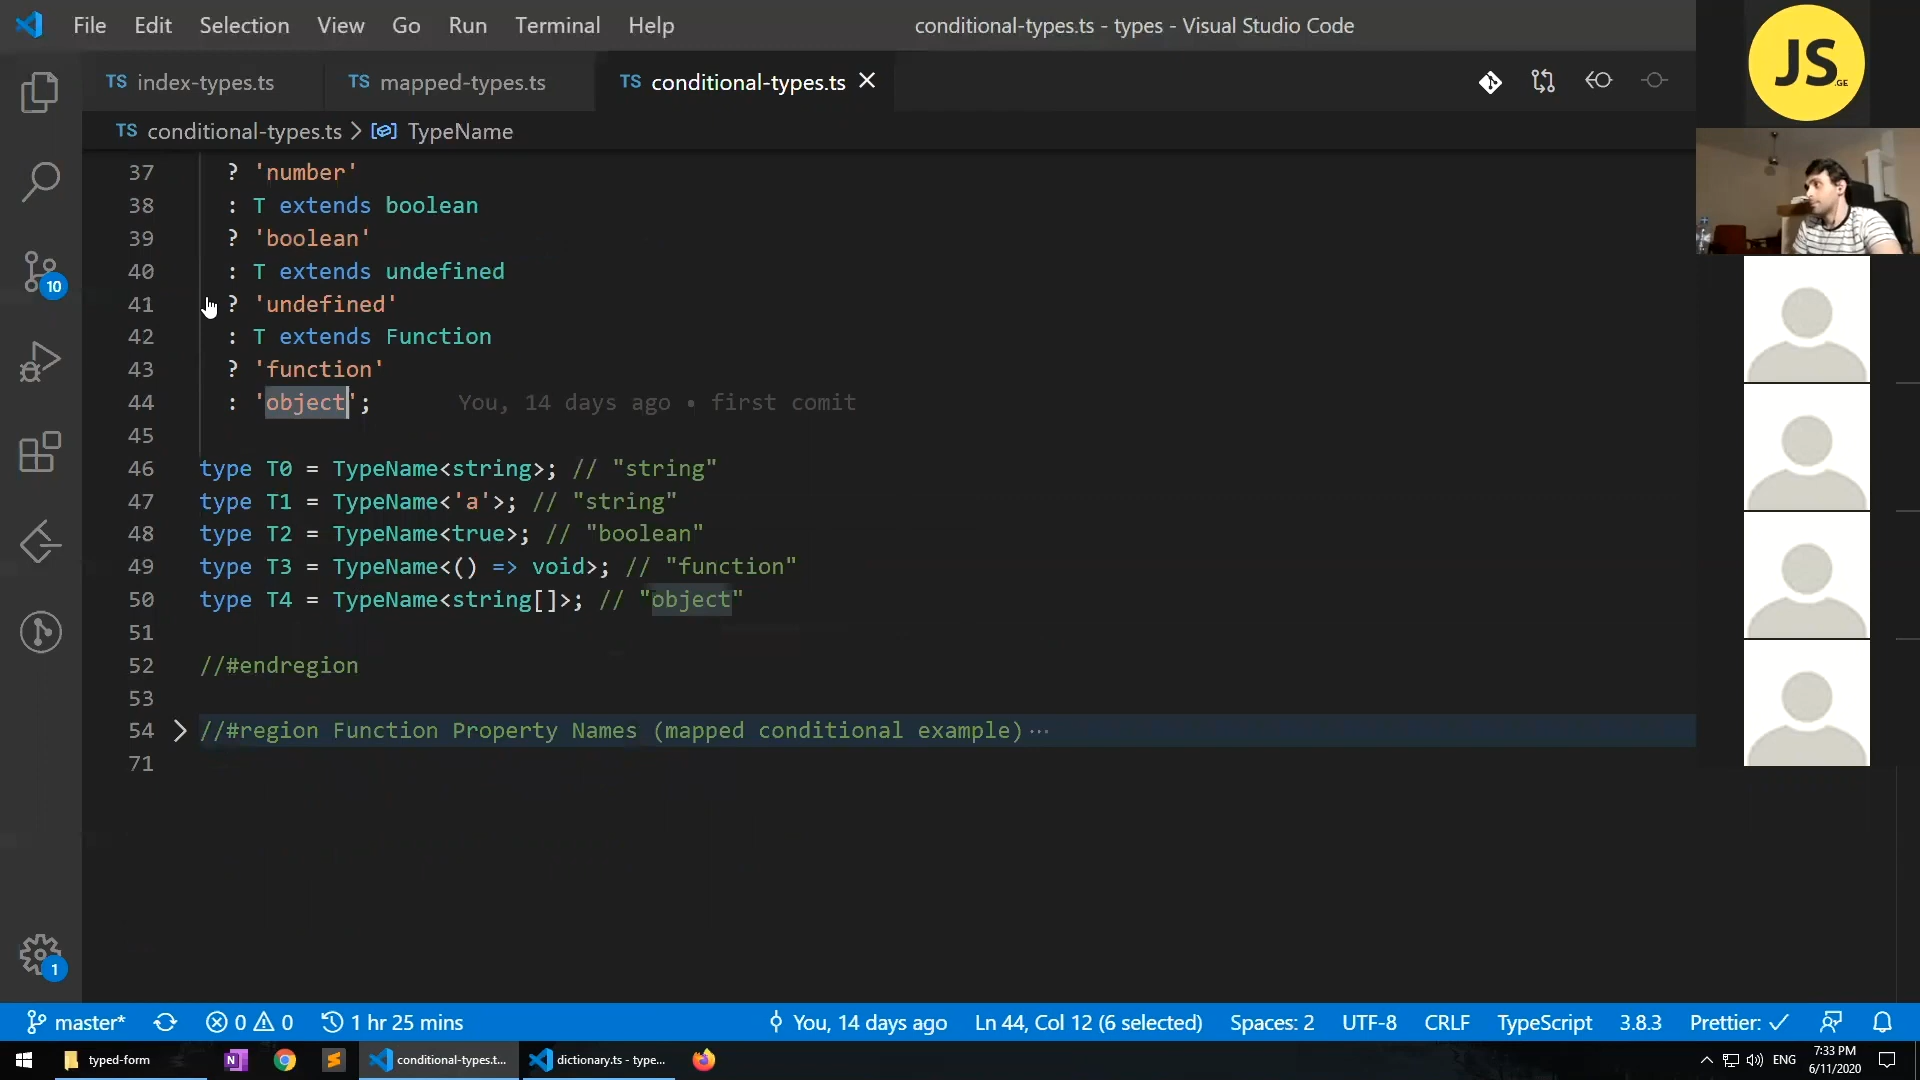 File Edit Selection View Go Run Terminal Help
conditional-types.ts - types - Visual Studio Code
JS.GE
TS index-types.ts
TS mapped-types.ts
TS conditional-types.ts
TS conditional-types.ts > TypeName
37 ? 'number'
38 : T extends boolean
39 ? 'boolean'
40 : T extends undefined
41 ? 'undefined'
42 : T extends Function
43 ? 'function'
44 : 'object'; You, 14 days ago • first comit
45
46 type T0 = TypeName<string>; // "string"
47 type T1 = TypeName<'a'>; // "string"
48 type T2 = TypeName<true>; // "boolean"
49 type T3 = TypeName<() => void>; // "function"
50 type T4 = TypeName<string[]>; // "object"
51
52 //#endregion
53
54 //#region Function Property Names (mapped conditional example)···
71
10
1
master* 0 0 1 hr 25 mins You, 14 days ago Ln 44, Col 12 (6 selected) Spaces: 2 UTF-8 CRLF TypeScript 3.8.3 Prettier: ✓
typed-form
N
S
conditional-types.t...
dictionary.ts - type...
ENG
7:33 PM
6/11/2020